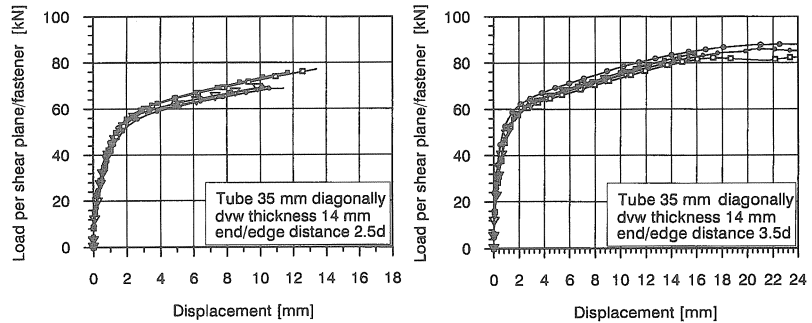 Load per shear plane/fastener [kN]
100
80
60
40
20
0
Tube 35 mm diagonally
dvw thickness 14 mm
end/edge distance 2.5d
0 2 4 6 8 10 12 14 16 18
Displacement [mm]
Load per shear plane/fastener [kN]
100
80
60
40
20
0
Tube 35 mm diagonally
dvw thickness 14 mm
end/edge distance 3.5d
0 2 4 6 8 10 12 14 16 18 20 22 24
Displacement [mm]